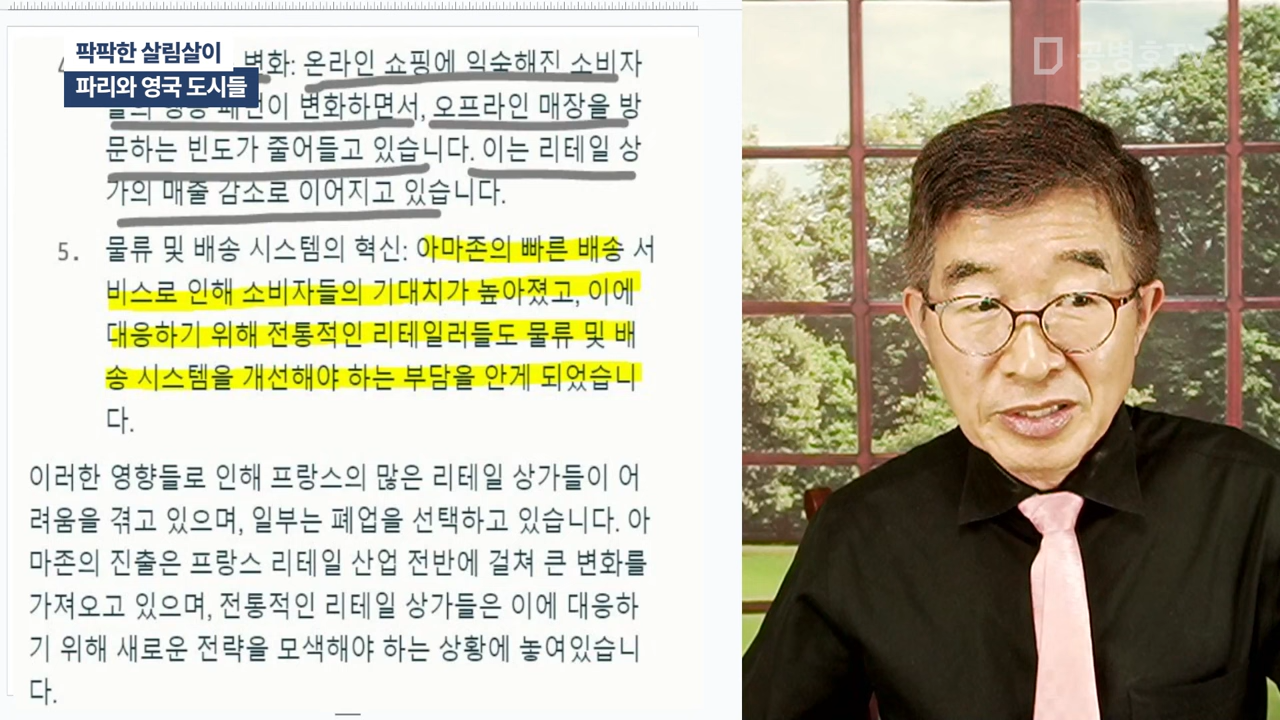 팍팍한 살림살이
파리와 영국 도시들
변화: 온라인 쇼핑에 익숙해진 소비자
변화하면서, 오프라인 매장을 방
문하는 빈도가 줄어들고 있습니다. 이는 리테일 상
가의 매출 감소로 이어지고 있습니다.
5. 물류 및 배송 시스템의 혁신: 아마존의 빠른 배송 서
비스로 인해 소비자들의 기대치가 높아졌고, 이에
대응하기 위해 전통적인 리테일러들도 물류 및 배
송 시스템을 개선해야 하는 부담을 안게 되었습니
다.
이러한 영향들로 인해 프랑스의 많은 리테일 상가들이 어
려움을 겪고 있으며, 일부는 폐업을 선택하고 있습니다. 아
마존의 진출은 프랑스 리테일 산업 전반에 걸쳐 큰 변화를
가져오고 있으며, 전통적인 리테일 상가들은 이에 대응하
기 위해 새로운 전략을 모색해야 하는 상황에 놓여있습니
다.